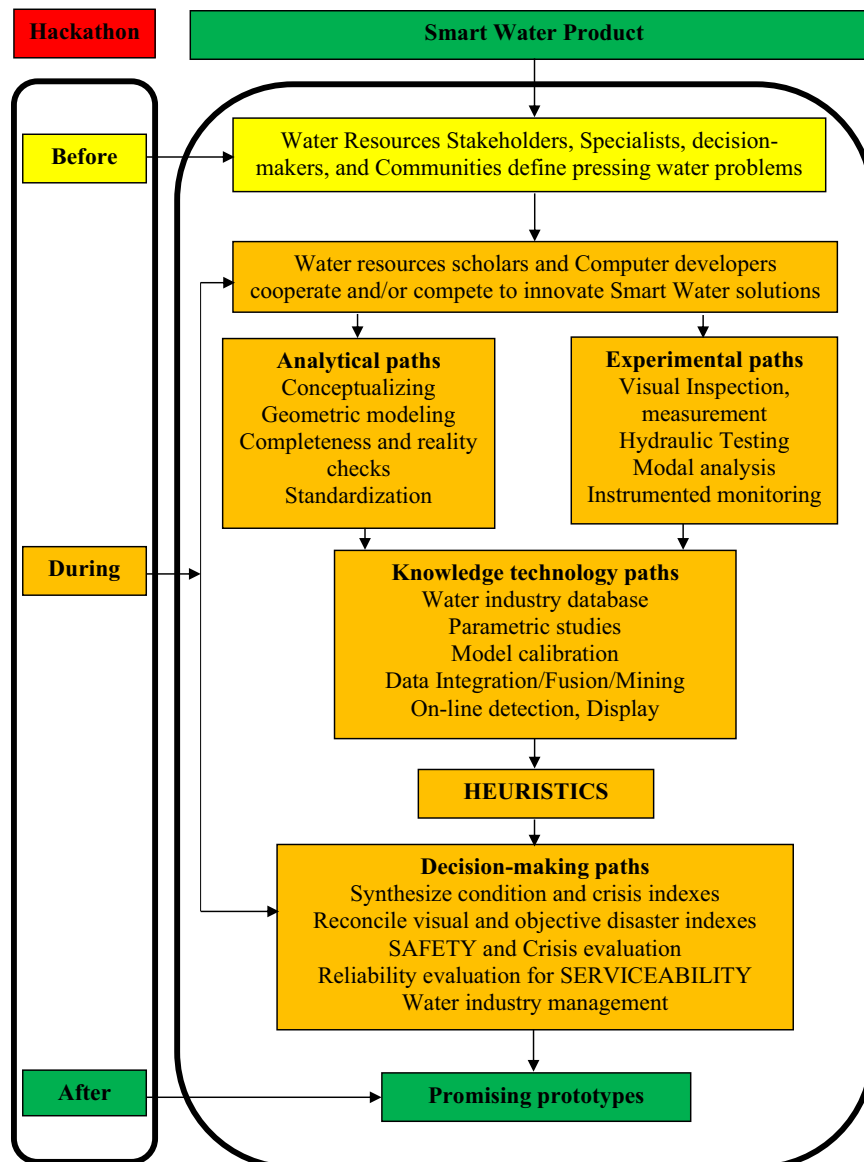 Hackathon
Smart Water Product
Before
Water Resources Stakeholders, Specialists, decision-
makers, and Communities define pressing water problems
Water resources scholars and Computer developers
cooperate and/or compete to innovate Smart Water solutions
Analytical paths
Conceptualizing
Geometric modeling
Completeness and reality
checks
Standardization
Experimental paths
Visual Inspection,
measurement
Hydraulic Testing
Modal analysis
Instrumented monitoring
During
Knowledge technology paths
Water industry database
Parametric studies
Model calibration
Data Integration/Fusion/Mining
On-line detection, Display
HEURISTICS
Decision-making paths
Synthesize condition and crisis indexes
Reconcile visual and objective disaster indexes
SAFETY and Crisis evaluation
Reliability evaluation for SERVICEABILITY
Water industry management
After
Promising prototypes